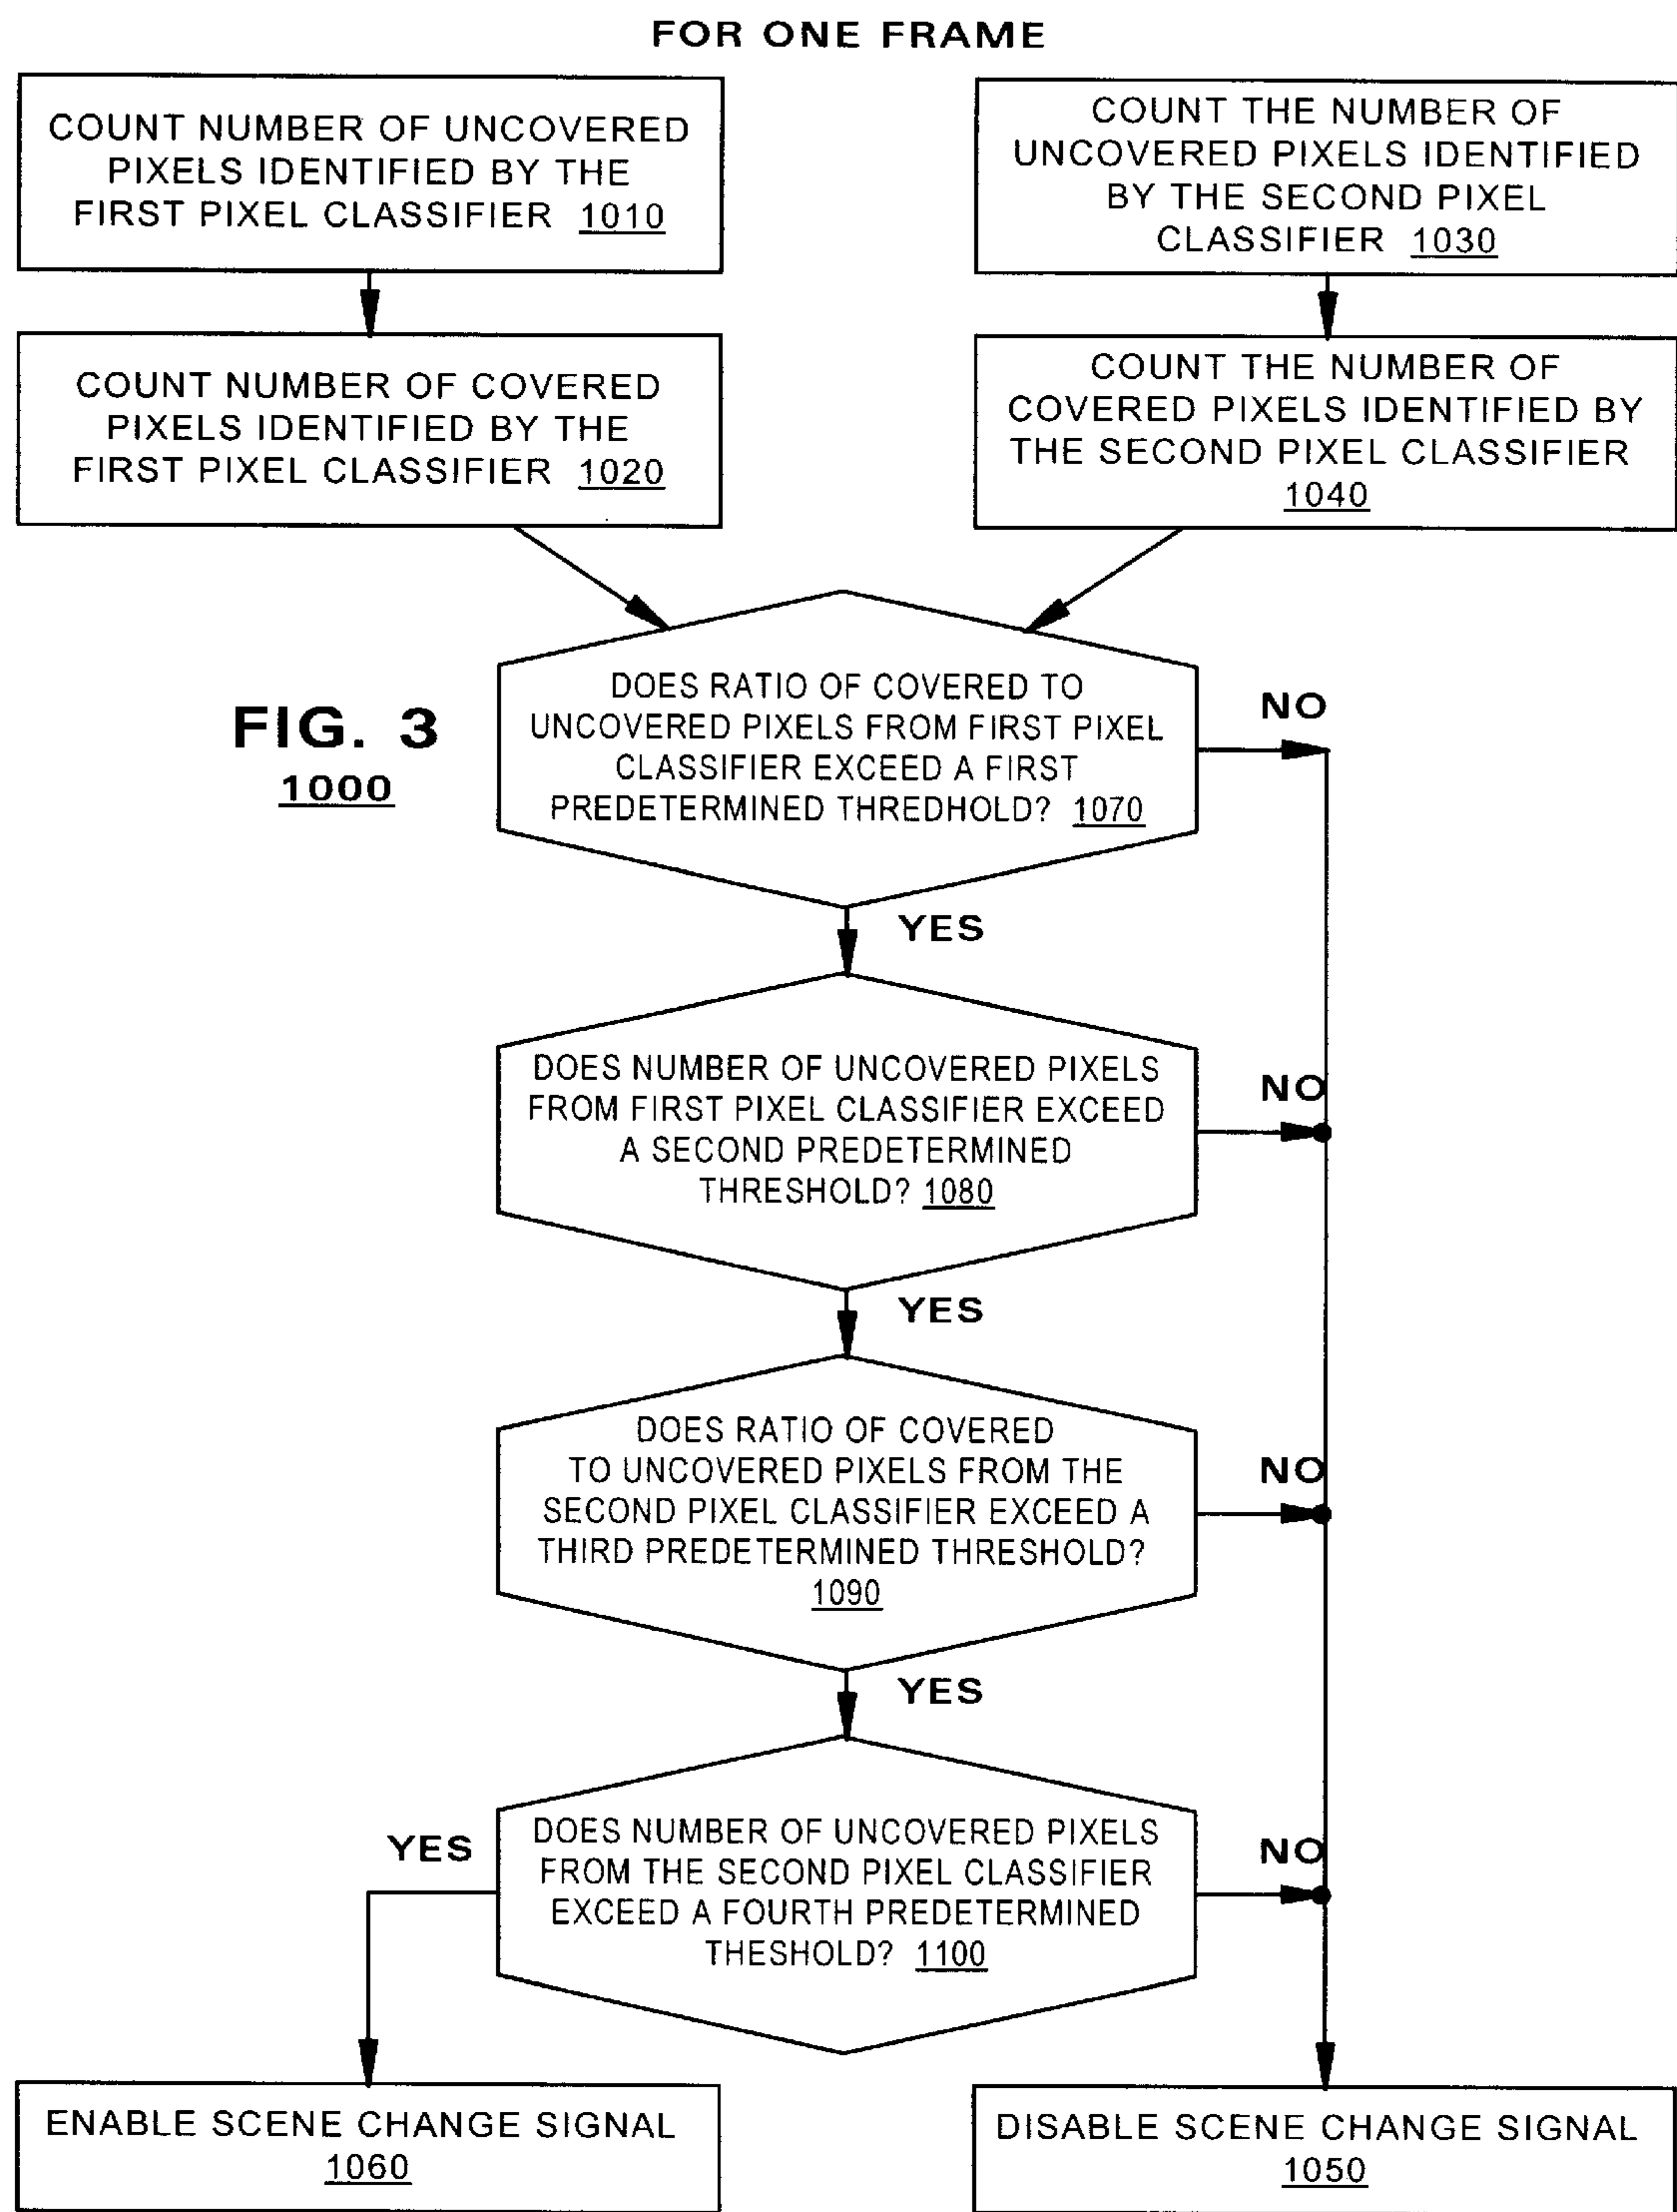 FOR ONE FRAME
COUNT NUMBER OF UNCOVERED
PIXELS IDENTIFIED BY THE
FIRST PIXEL CLASSIFIER 1010
COUNT THE NUMBER OF
UNCOVERED PIXELS IDENTIFIED
BY THE SECOND PIXEL
CLASSIFIER 1030
COUNT NUMBER OF COVERED
PIXELS IDENTIFIED BY THE
FIRST PIXEL CLASSIFIER 1020
COUNT THE NUMBER OF
COVERED PIXELS IDENTIFIED BY
THE SECOND PIXEL CLASSIFIER
1040
FIG. 3
1000
DOES RATIO OF COVERED TO
UNCOVERED PIXELS FROM FIRST PIXEL
CLASSIFIER EXCEED A FIRST
PREDETERMINED THREDHOLD? 1070
NO
YES
DOES NUMBER OF UNCOVERED PIXELS
FROM FIRST PIXEL CLASSIFIER EXCEED
A SECOND PREDETERMINED
THRESHOLD? 1080
NO
YES
DOES RATIO OF COVERED
TO UNCOVERED PIXELS FROM THE
SECOND PIXEL CLASSIFIER EXCEED A
THIRD PREDETERMINED THRESHOLD?
1090
NO
YES
YES
DOES NUMBER OF UNCOVERED PIXELS
FROM THE SECOND PIXEL CLASSIFIER
EXCEED A FOURTH PREDETERMINED
THESHOLD? 1100
NO
ENABLE SCENE CHANGE SIGNAL
1060
DISABLE SCENE CHANGE SIGNAL
1050